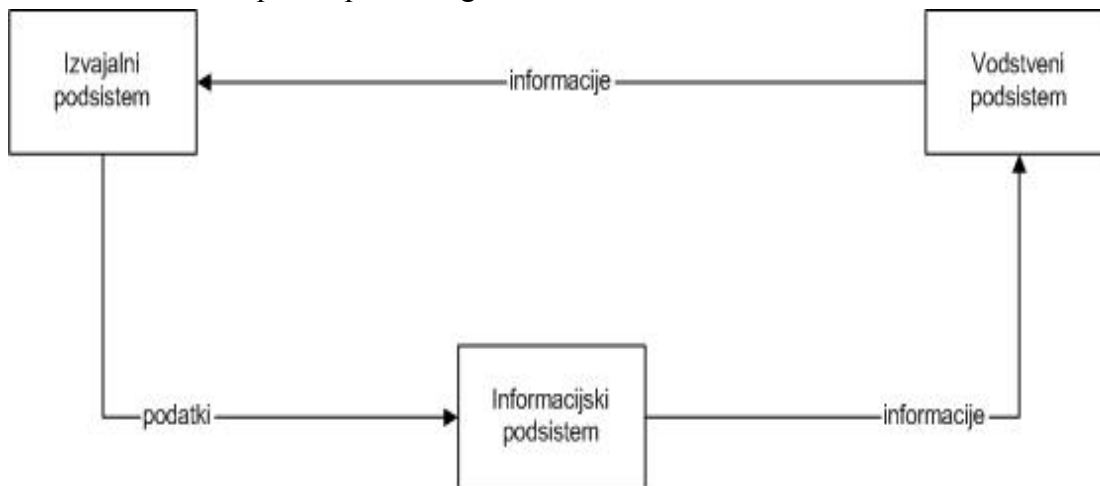 Izvajalni
podsistem
informacije
Vodstveni
podsistem
podatki
Informacijski
podsistem
informacije